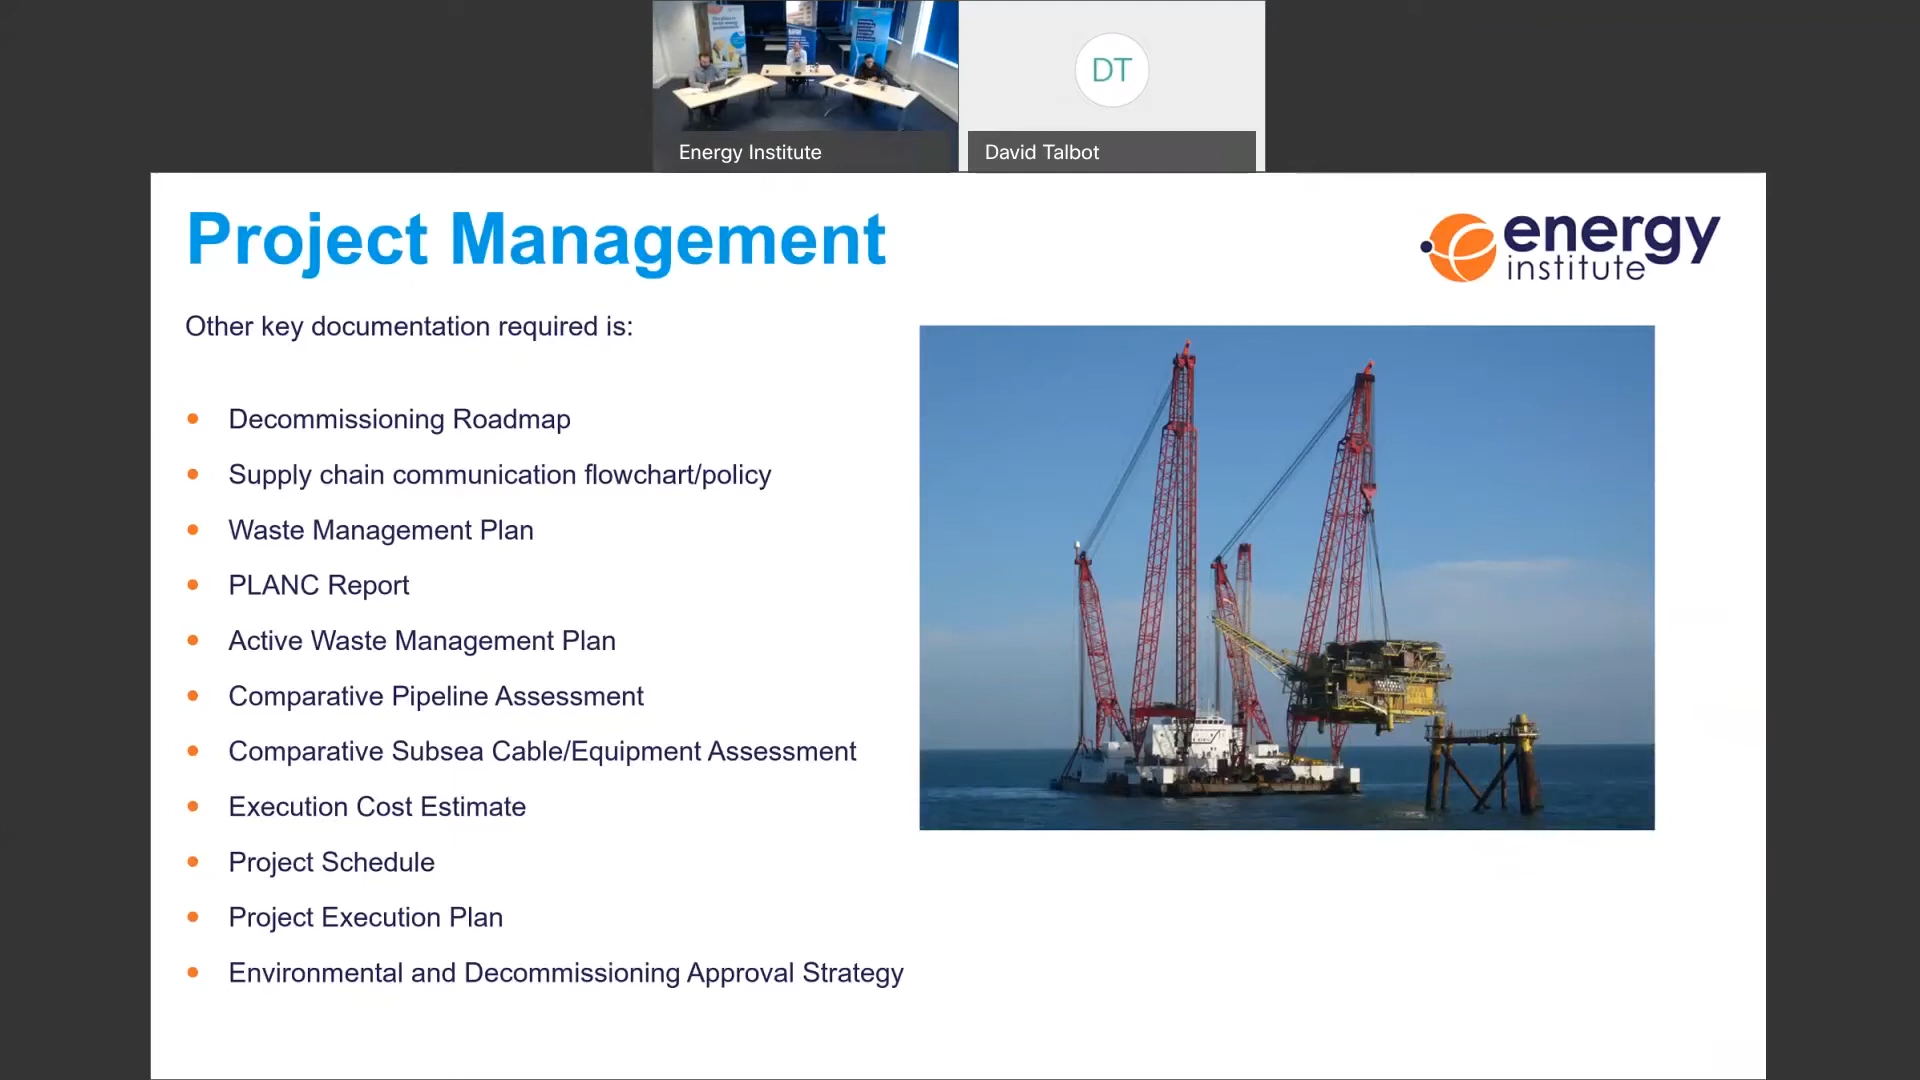 DT
Energy Institute
David Talbot
Project Management
energy
institute
Other key documentation required is:
Decommissioning Roadmap
Supply chain communication flowchart/policy
Waste Management Plan
PLANC Report
Active Waste Management Plan
Comparative Pipeline Assessment
Comparative Subsea Cable/Equipment Assessment
Execution Cost Estimate
Project Schedule
Project Execution Plan
Environmental and Decommissioning Approval Strategy